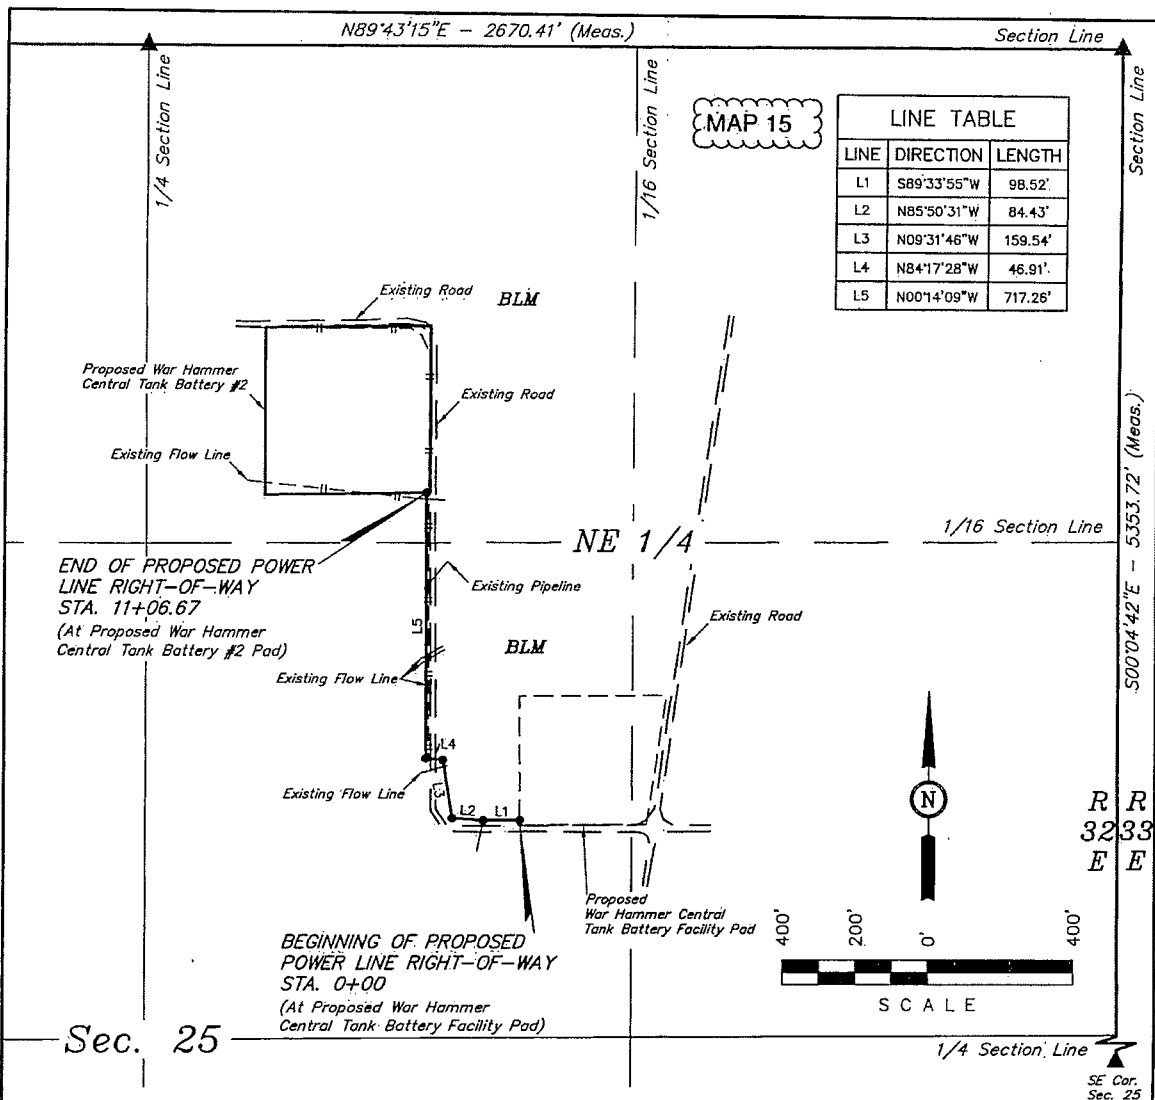 N89°43'15"E - 2670.41' (Meas.)
Section Line
1/4 Section Line
1/16 Section Line
Section Line
MAP 15
LINE TABLE
LINE DIRECTION LENGTH
L1 S89°33'55"W 98.52'
L2 N85°50'31"W 84.43'
L3 N09°31'46"W 159.54'
L4 N84°17'28"W 46.91'
L5 N00°14'09"W 717.26'
Existing Road
BLM
Proposed War Hammer
Central Tank Battery #2
Existing Road
Existing Flow Line
S00°04'42"E - 5353.72' (Meas.)
1/16 Section Line
NE 1/4
END OF PROPOSED POWER
LINE RIGHT-OF-WAY
STA. 11+06.67
(At Proposed War Hammer
Central Tank Battery #2 Pad)
Existing Pipeline
L5
Existing Road
BLM
Existing Flow Line
L4
Existing Flow Line
L3
L2
L1
N
R R
32 33
E E
Proposed
War Hammer Central
Tank Battery Facility Pad
BEGINNING OF PROPOSED
POWER LINE RIGHT-OF-WAY
STA. 0+00
(At Proposed War Hammer
Central Tank Battery Facility Pad)
400' 200' 0' 400'
SCALE
Sec. 25
1/4 Section Line
SE Cor.
Sec. 25